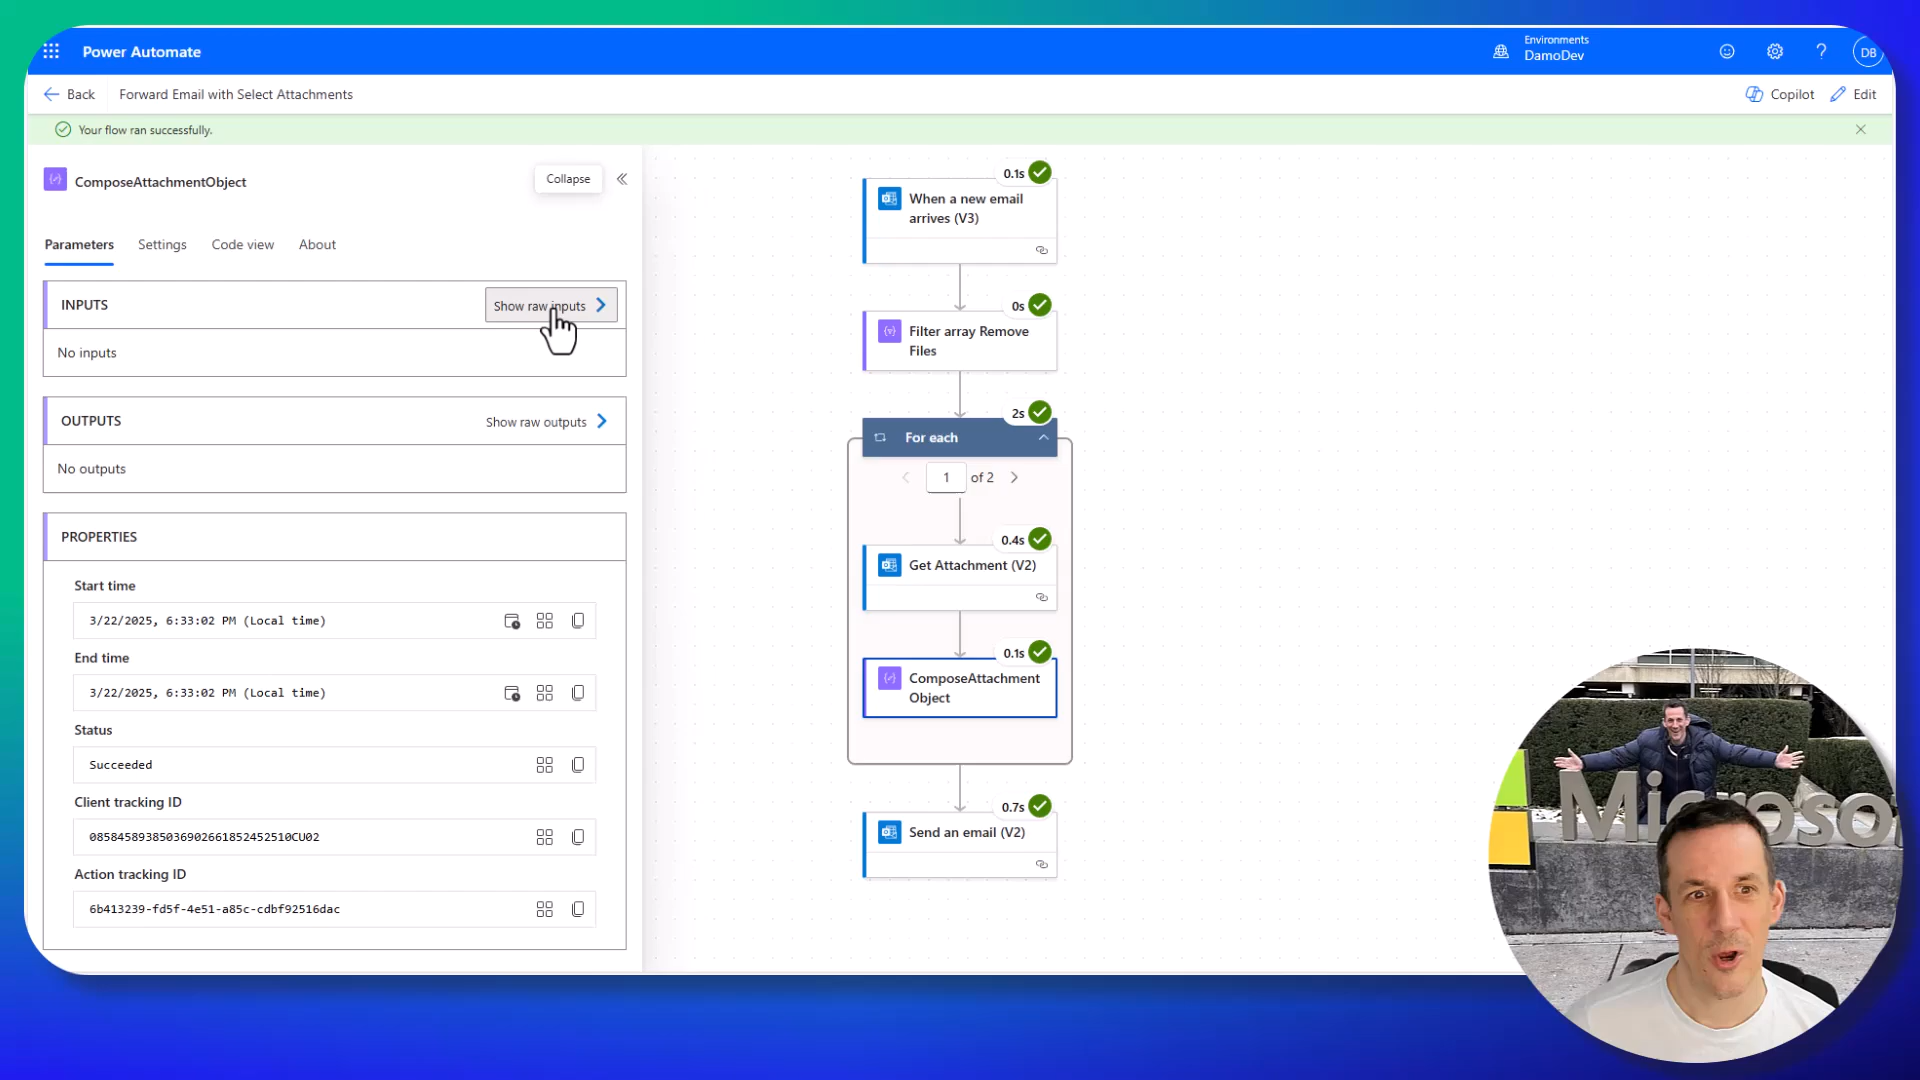 Power Automate
Environments
DamoDev
DB
Back
Forward Email with Select Attachments
Copilot
Edit
Your flow ran successfully.
ComposeAttachmentObject
Collapse
Parameters
Settings
Code view
About
INPUTS
Show raw inputs
No inputs
OUTPUTS
Show raw outputs
No outputs
PROPERTIES
Start time
3/22/2025, 6:33:02 PM (Local time)
End time
3/22/2025, 6:33:02 PM (Local time)
Status
Succeeded
Client tracking ID
08584589385036902661852452510CU02
Action tracking ID
6b413239-fd5f-4e51-a85c-cdbf92516dac
0.1s
When a new email
arrives (V3)
0s
Filter array Remove
Files
2s
For each
1 of 2
0.4s
Get Attachment (V2)
0.1s
ComposeAttachment
Object
0.7s
Send an email (V2)
Microso